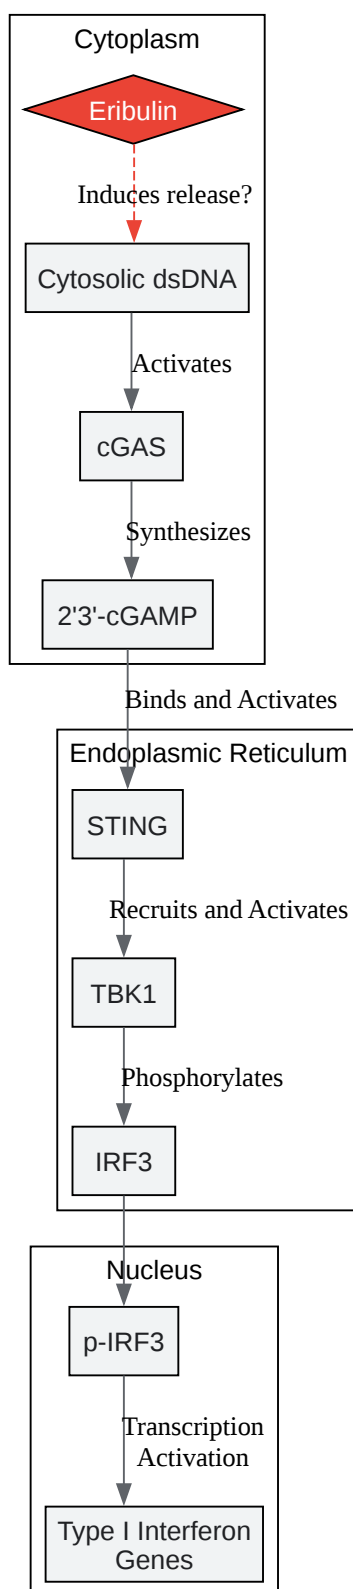 Cytoplasm
Eribulin
Induces release?
Cytosolic dsDNA
Activates
cGAS
Synthesizes
2'3'-cGAMP
Binds and Activates
Endoplasmic Reticulum
STING
Recruits and Activates
TBK1
Phosphorylates
IRF3
Nucleus
p-IRF3
Transcription
Activation
Type I Interferon
Genes